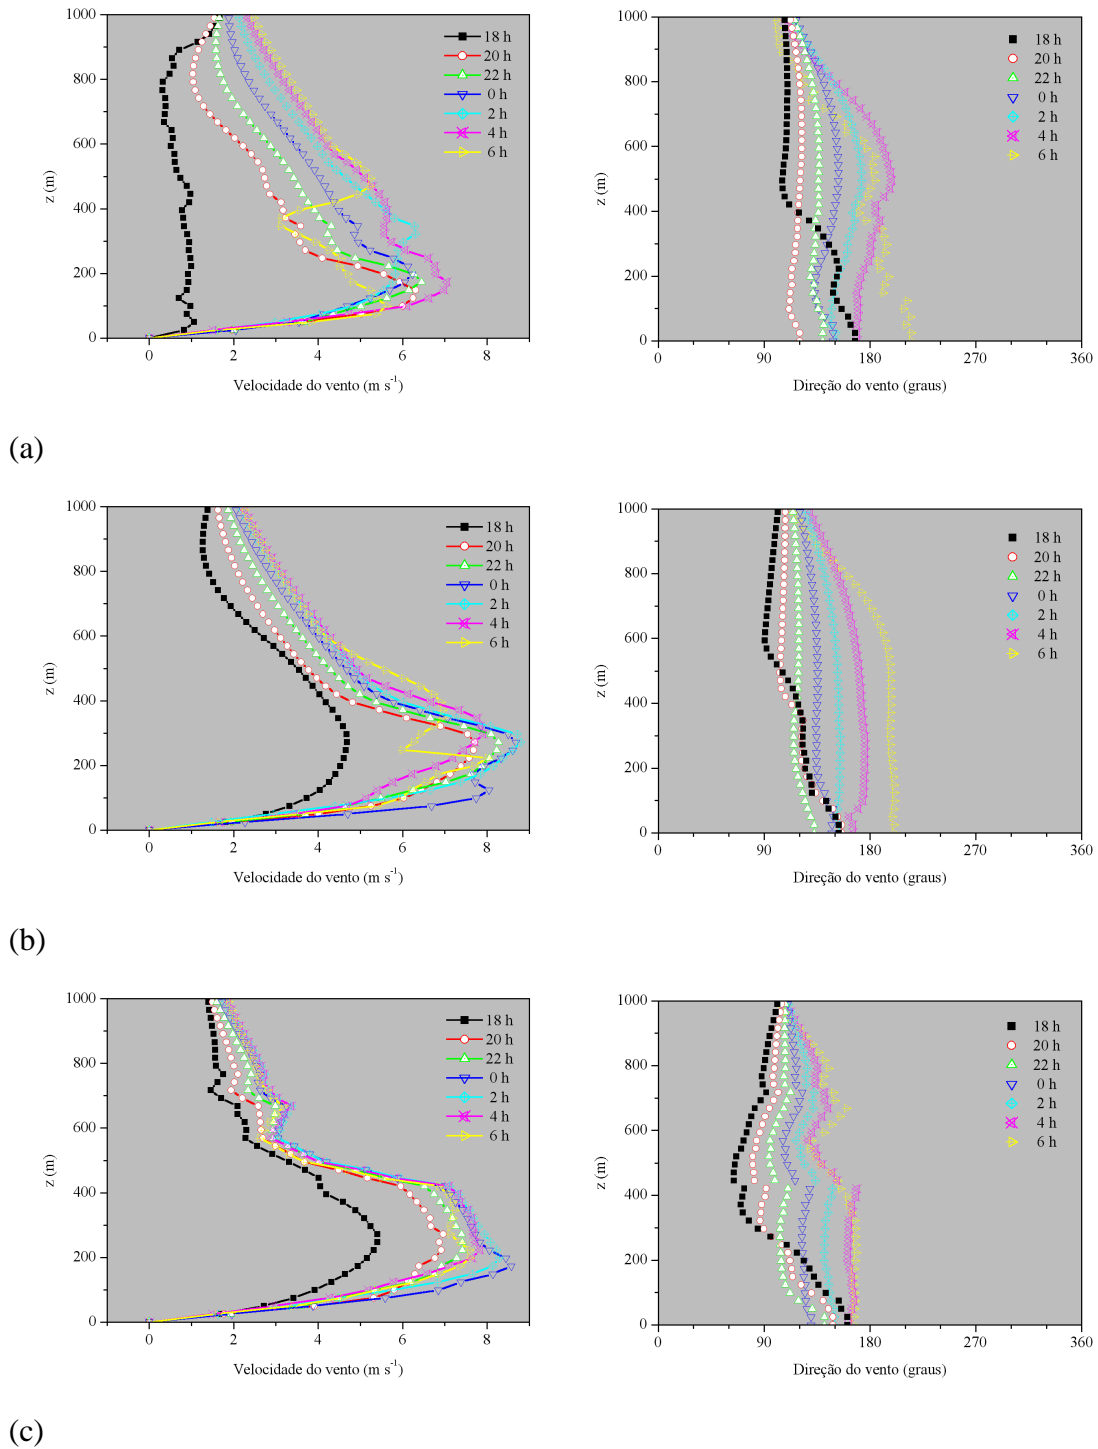 1000
800
600
400
200
0
z (m)
0 2 4 6 8
Velocidade do vento (m s⁻¹)
18 h
20 h
22 h
0 h
2 h
4 h
6 h
1000
800
600
400
200
0
z (m)
0 90 180 270 360
Direção do vento (graus)
18 h
20 h
22 h
0 h
2 h
4 h
6 h
(a)
1000
800
600
400
200
0
z (m)
0 2 4 6 8
Velocidade do vento (m s⁻¹)
18 h
20 h
22 h
0 h
2 h
4 h
6 h
1000
800
600
400
200
0
z (m)
0 90 180 270 360
Direção do vento (graus)
18 h
20 h
22 h
0 h
2 h
4 h
6 h
(b)
1000
800
600
400
200
0
z (m)
0 2 4 6 8
Velocidade do vento (m s⁻¹)
18 h
20 h
22 h
0 h
2 h
4 h
6 h
1000
800
600
400
200
0
z (m)
0 90 180 270 360
Direção do vento (graus)
18 h
20 h
22 h
0 h
2 h
4 h
6 h
(c)